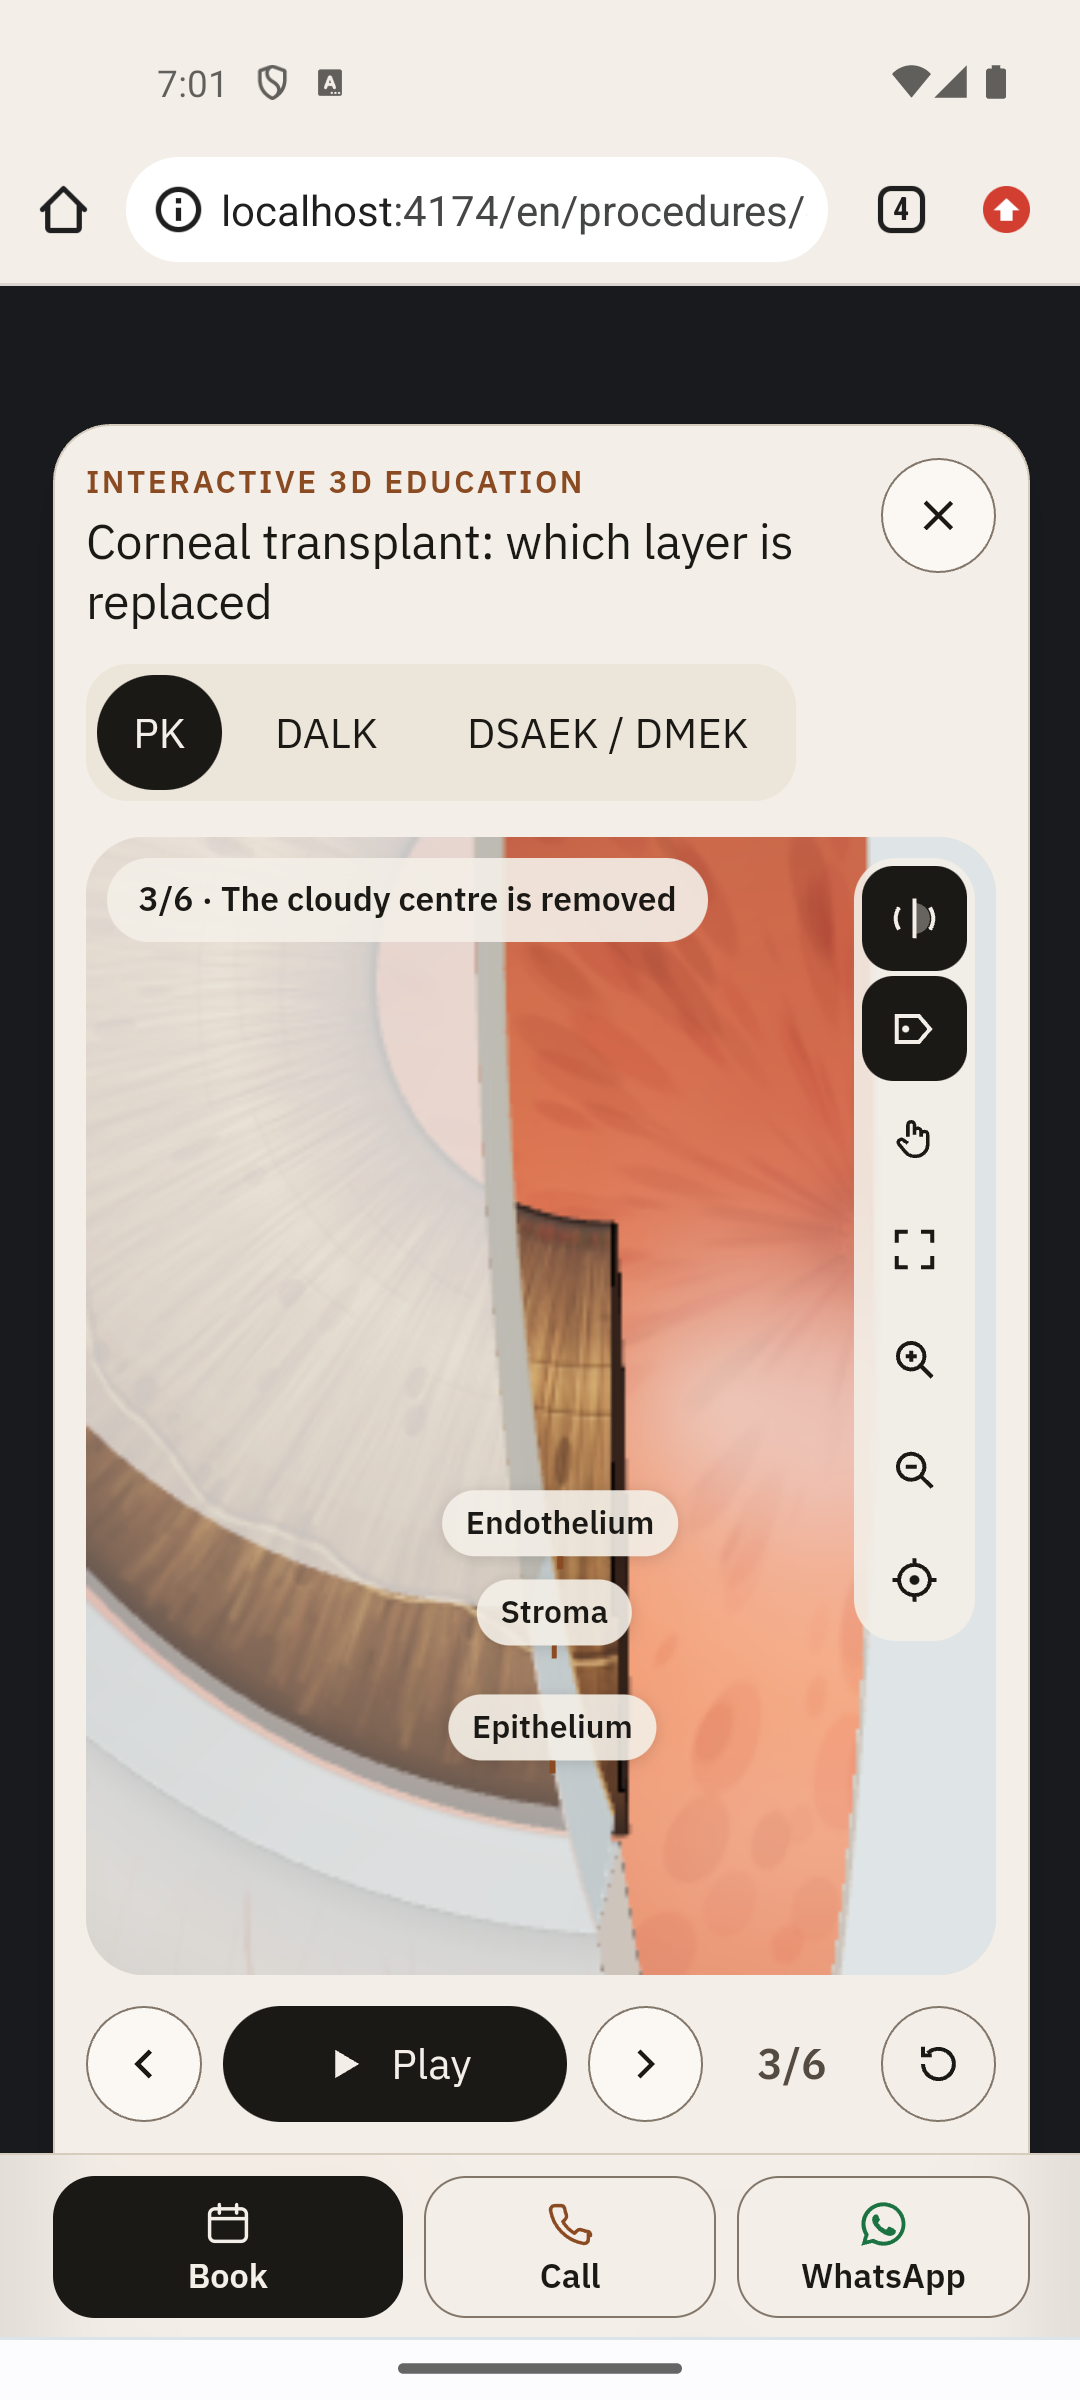 7:01
localhost:4174/en/procedures/
4
INTERACTIVE 3D EDUCATION
Corneal transplant: which layer is
replaced
PK
DALK
DSAEK / DMEK
3/6 · The cloudy centre is removed
Endothelium
Stroma
Epithelium
Play
3/6
Book
Call
WhatsApp